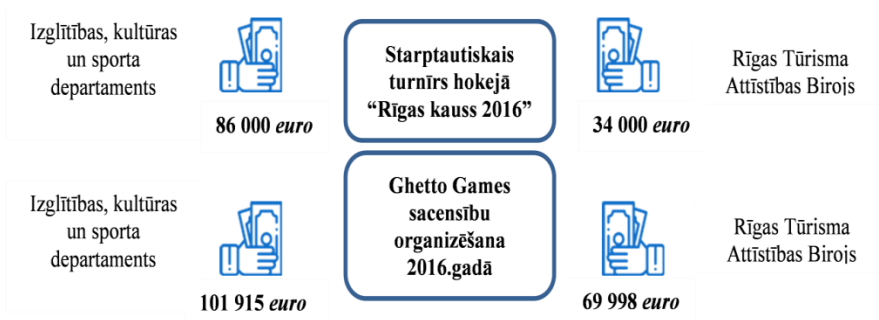 Izglītības, kultūras
un sporta
departaments
86 000 euro
Starptautiskais
turnīrs hokejā
“Rīgas kauss 2016”
34 000 euro
Rīgas Tūrisma
Attīstības Birojs
Izglītības, kultūras
un sporta
departaments
101 915 euro
Ghetto Games
sacensību
organizēšana
2016.gadā
69 998 euro
Rīgas Tūrisma
Attīstības Birojs